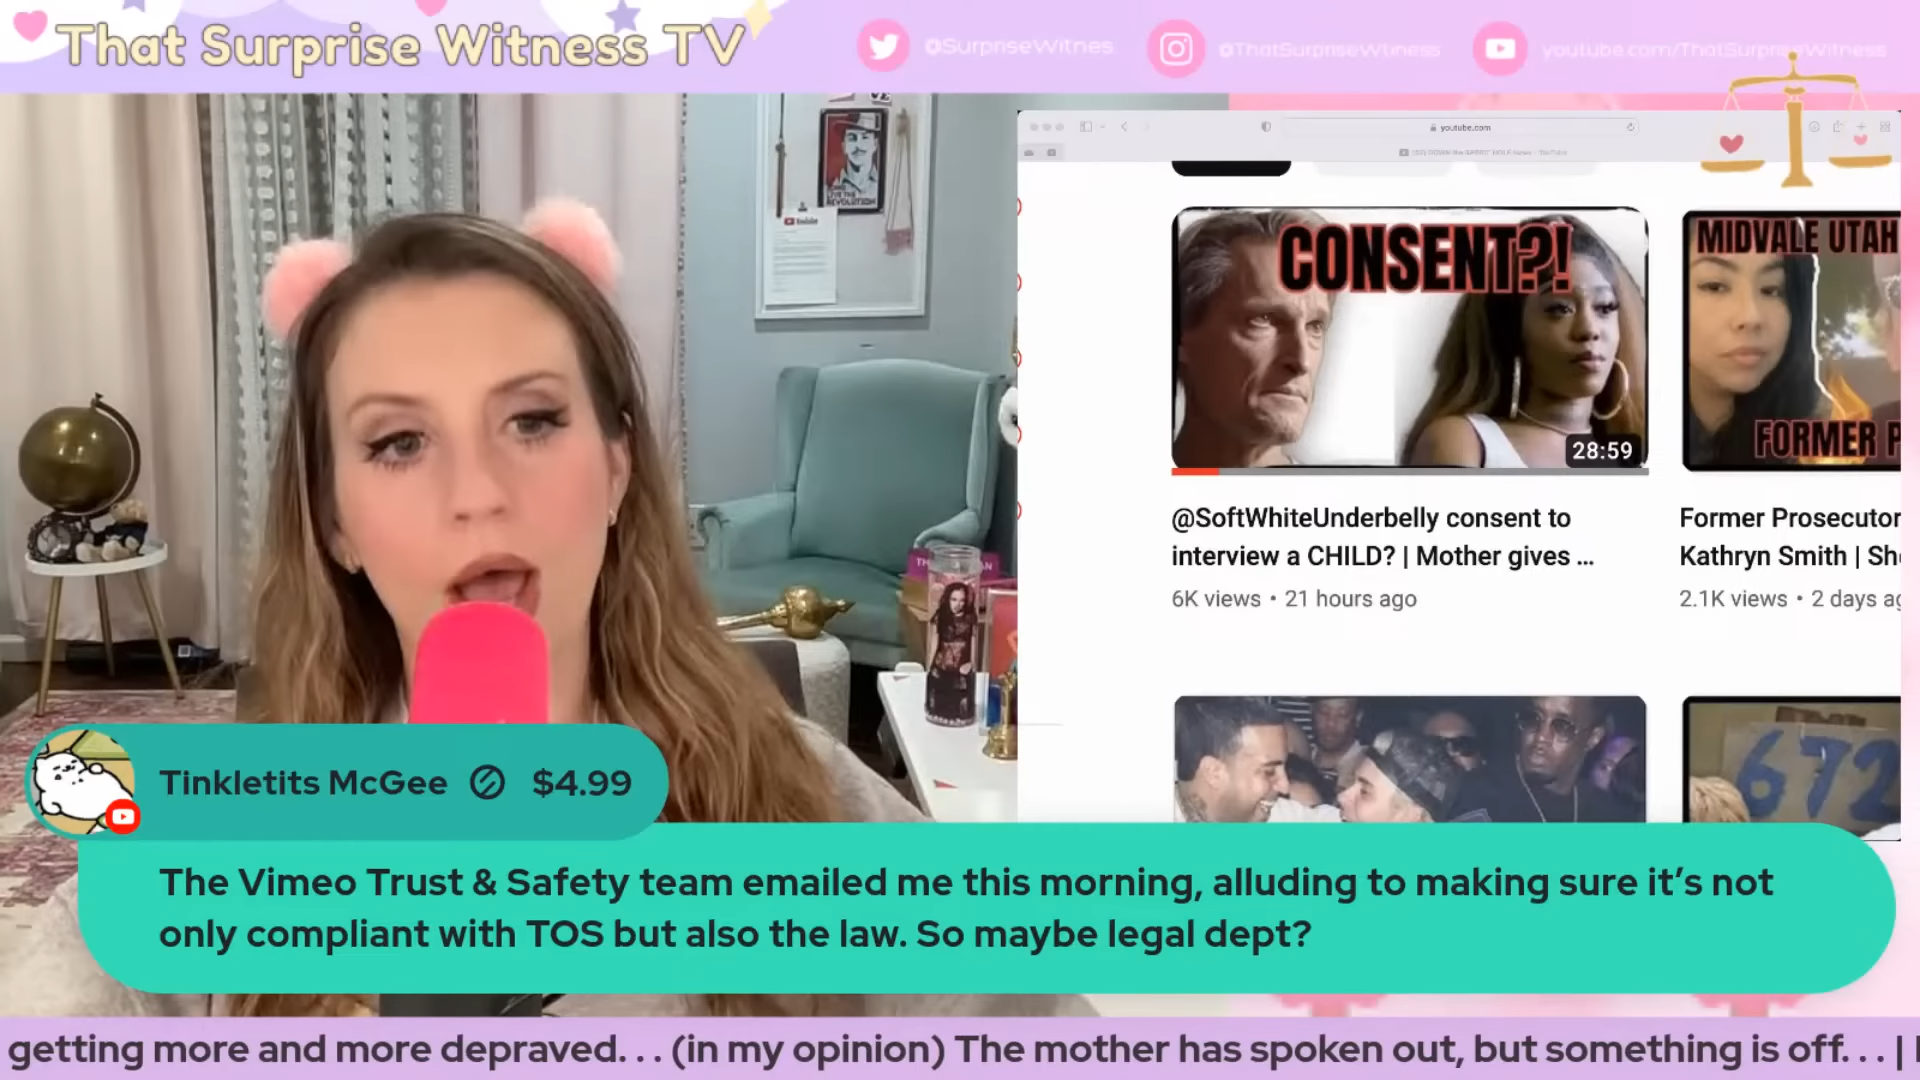 That Surprise Witness TV
@SurpriseWitnes
@ThatSurpriseWitness
youtube.com/ThatSurpriseWitness
REVOLUTION
YouTube
youtube.com
CONSENT?!
28:59
@SoftWhiteUnderbelly consent to
interview a CHILD? | Mother gives ...
6K views • 21 hours ago
MIDVALE UTAH
FORMER P
Former Prosecutor
Kathryn Smith | Sh
2.1K views • 2 days ag
672
Tinkletits McGee $4.99
The Vimeo Trust & Safety team emailed me this morning, alluding to making sure it's not
only compliant with TOS but also the law. So maybe legal dept?
getting more and more depraved. . . (in my opinion) The mother has spoken out, but something is off. . . |